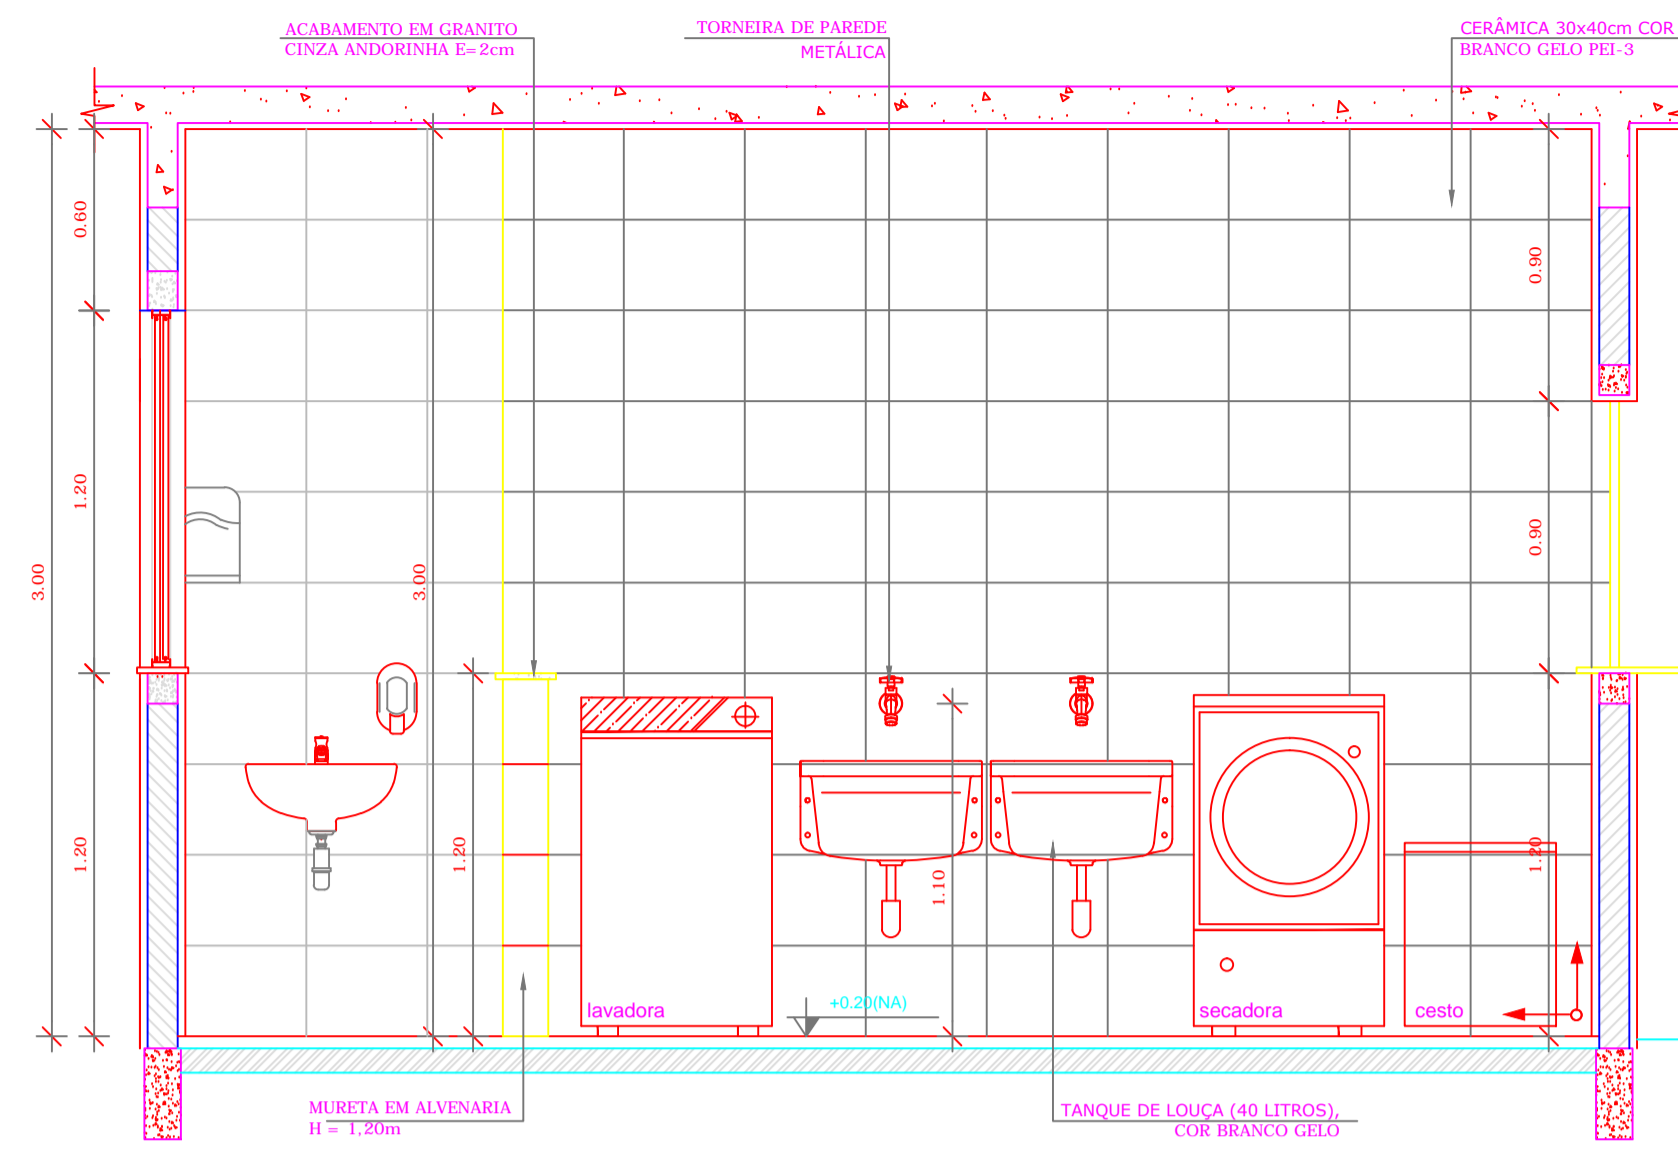 ACABAMENTO EM GRANITO
CINZA ANDORINHA E=2cm
TORNEIRA DE PAREDE
METÁLICA
CERÂMICA 30x40cm COR
BRANCO GELO PEI-3
0.60
0.90
1.20
3.00
3.00
0.90
1.20
1.20
1.10
1.20
lavadora
+0.20(NA)
secadora
cesto
MURETA EM ALVENARIA
H = 1,20m
TANQUE DE LOUÇA (40 LITROS),
COR BRANCO GELO